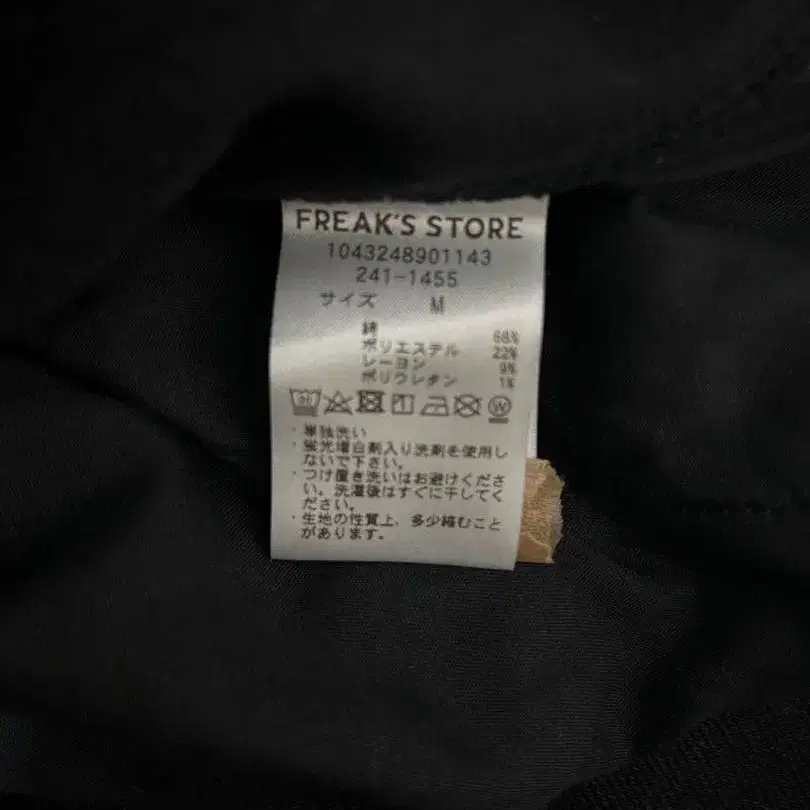 FREAK'S STORE
1043248901143
241-1455
サイズ M
綿 68%
ポリエステル 22%
レーヨン 9%
ポリウレタン 1%
W
・単独洗い
・蛍光増白剤入り洗剤を使用し
ないで下さい。
・つけ置き洗いはお避けくださ
い。洗濯後はすぐに干してく
ださい。
・生地の性質上、多少縮むこと
があります。